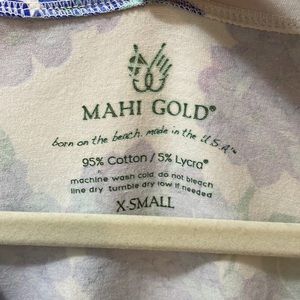 MAHI GOLD®
born on the beach. made in the U.S.A.™
95% Cotton / 5% Lycra®
machine wash cold do not bleach
line dry tumble dry low if needed
X-SMALL